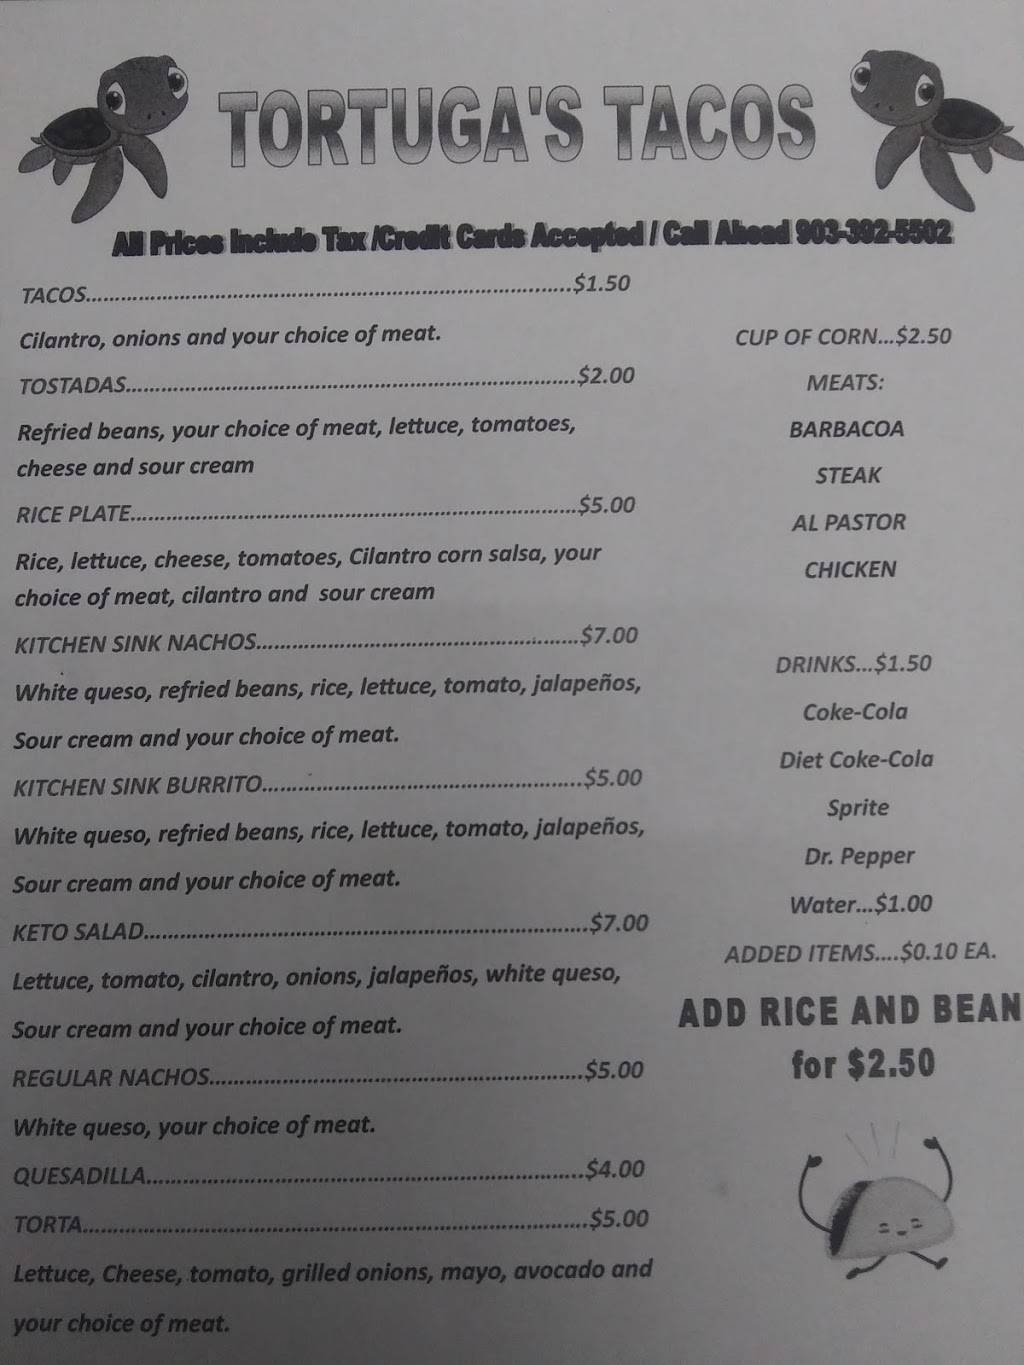 TORTUGA'S TACOS
All Prices Include Tax /Credit Cards Accepted / Call Ahead 903-392-5502
TACOS.....................................................................................$1.50
Cilantro, onions and your choice of meat.
TOSTADAS..............................................................................$2.00
Refried beans, your choice of meat, lettuce, tomatoes,
cheese and sour cream
RICE PLATE.............................................................................$5.00
Rice, lettuce, cheese, tomatoes, Cilantro corn salsa, your
choice of meat, cilantro and sour cream
KITCHEN SINK NACHOS.......................................................$7.00
White queso, refried beans, rice, lettuce, tomato, jalapeños,
Sour cream and your choice of meat.
KITCHEN SINK BURRITO.......................................................$5.00
White queso, refried beans, rice, lettuce, tomato, jalapeños,
Sour cream and your choice of meat.
KETO SALAD............................................................................$7.00
Lettuce, tomato, cilantro, onions, jalapeños, white queso,
Sour cream and your choice of meat.
REGULAR NACHOS................................................................$5.00
White queso, your choice of meat.
QUESADILLA...........................................................................$4.00
TORTA.......................................................................................$5.00
Lettuce, Cheese, tomato, grilled onions, mayo, avocado and
your choice of meat.
CUP OF CORN...$2.50
MEATS:
BARBACOA
STEAK
AL PASTOR
CHICKEN
DRINKS...$1.50
Coke-Cola
Diet Coke-Cola
Sprite
Dr. Pepper
Water...$1.00
ADDED ITEMS....$0.10 EA.
ADD RICE AND BEAN
for $2.50